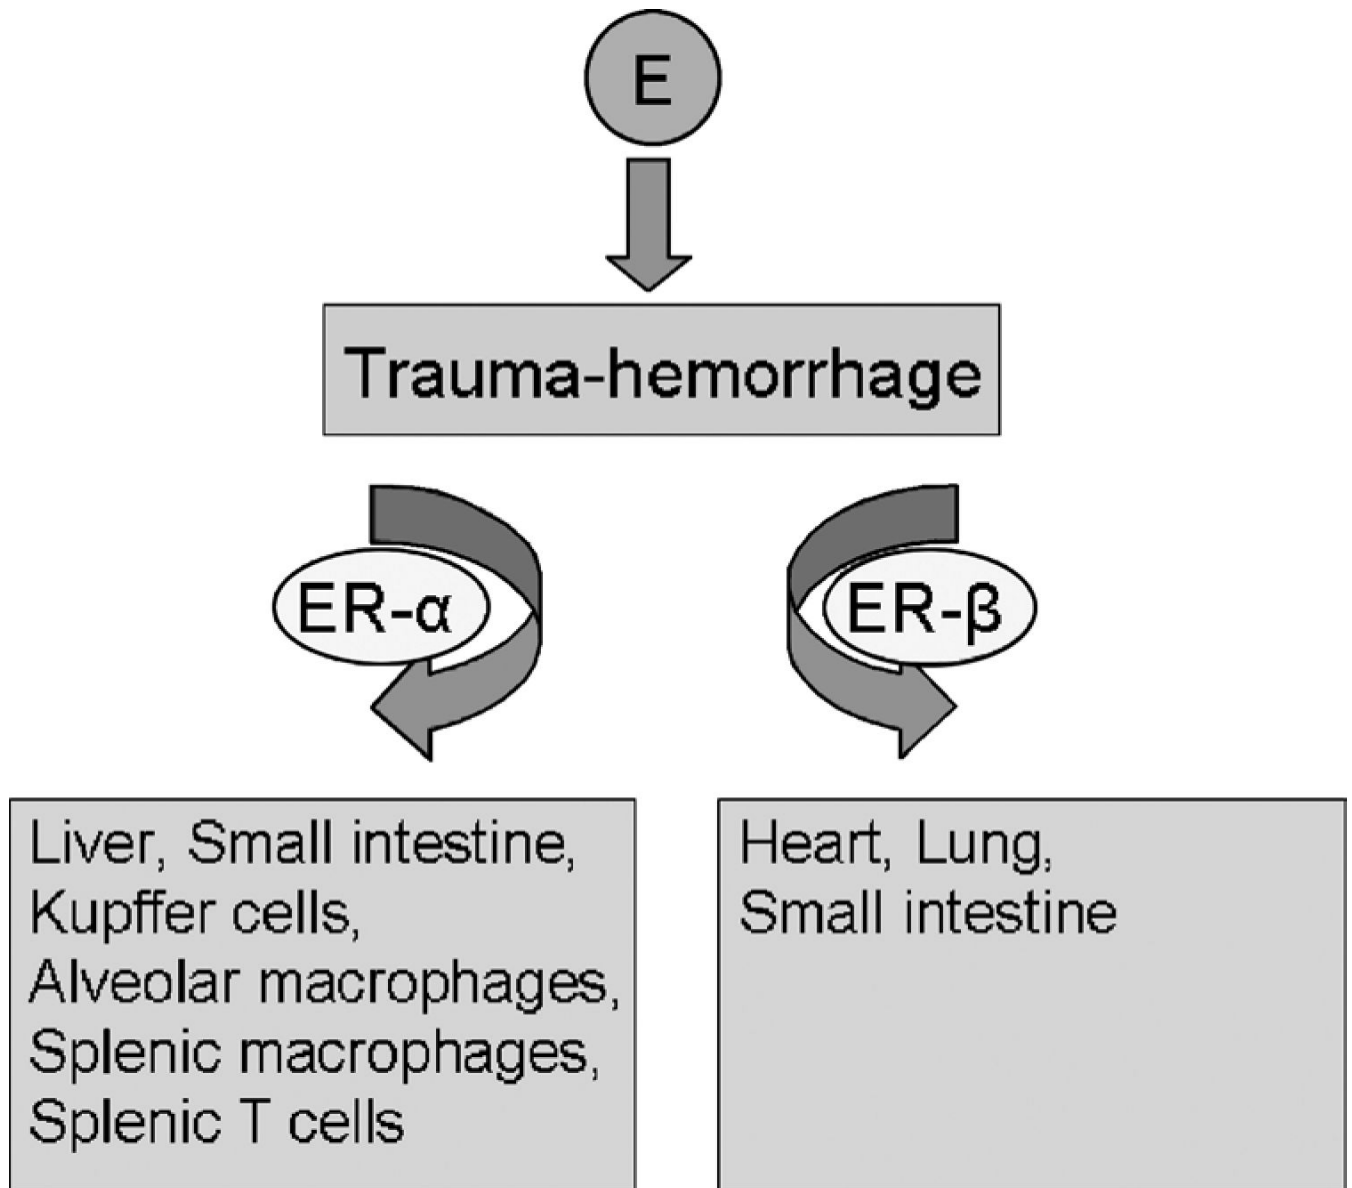 E
Trauma-hemorrhage
ER-α
ER-β
Liver, Small intestine,
Kupffer cells,
Alveolar macrophages,
Splenic macrophages,
Splenic T cells
Heart, Lung,
Small intestine